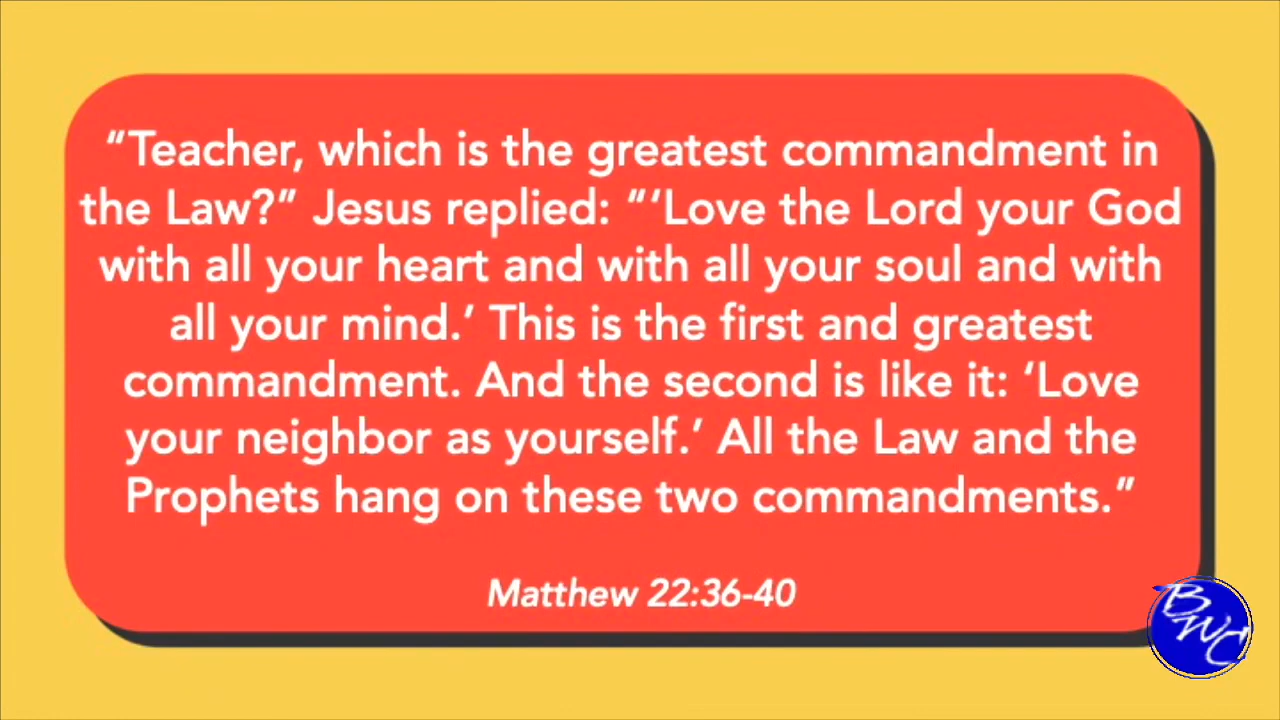 “Teacher, which is the greatest commandment in
the Law?” Jesus replied: “‘Love the Lord your God
with all your heart and with all your soul and with
all your mind.’ This is the first and greatest
commandment. And the second is like it: ‘Love
your neighbor as yourself.’ All the Law and the
Prophets hang on these two commandments.”
Matthew 22:36-40
BWC